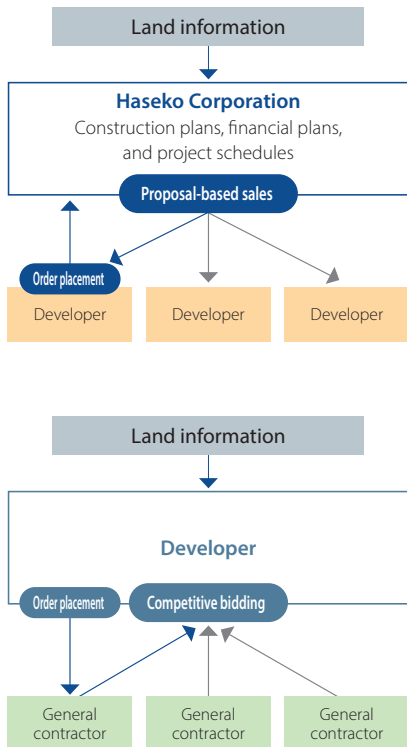 Land information
Haseko Corporation
Construction plans, financial plans,
and project schedules
Proposal-based sales
Order placement
Developer
Developer
Developer
Land information
Developer
Order placement
Competitive bidding
General
contractor
General
contractor
General
contractor